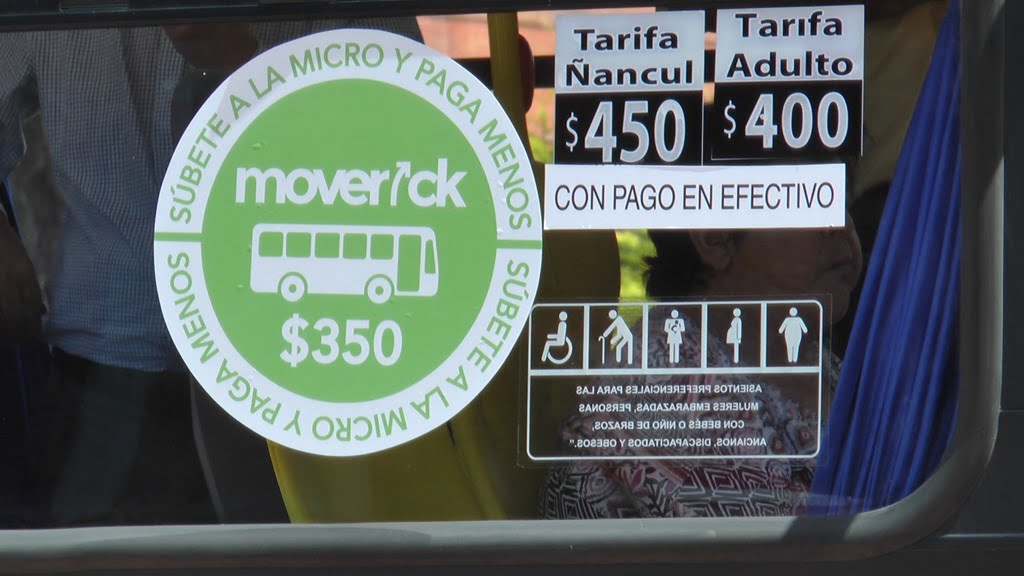 SÚBETE A LA MICRO Y PAGA MENOS
moverick
$350
SÚBETE A LA MICRO Y PAGA MENOS
Tarifa
Ñancul
$450
Tarifa
Adulto
$400
CON PAGO EN EFECTIVO
ASIENTOS PREFERENCIALES PARA LAS
MUJERES EMBARAZADAS, PERSONAS
CON BEBÉS O NIÑO DE BRAZOS,
ANCIANOS, DISCAPACITADOS Y OBESOS".